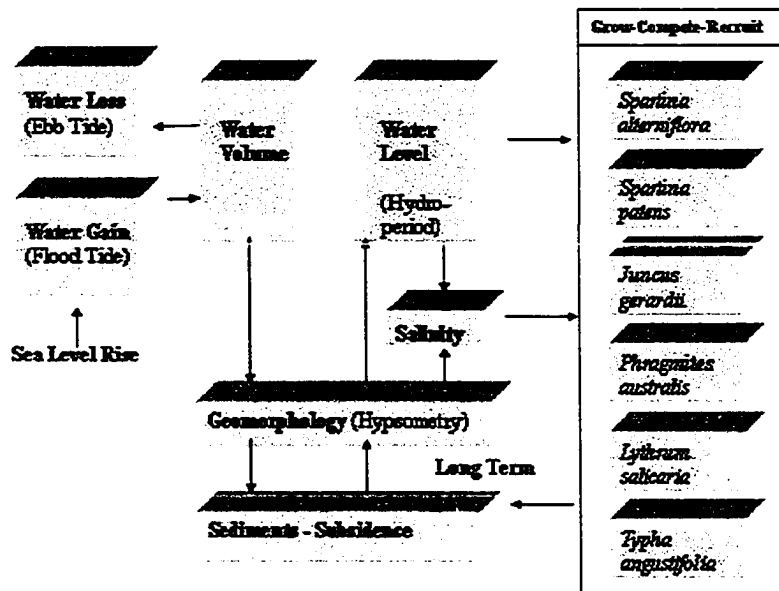 Grow-Compete-Recruit
Water Loss
(Ebb Tide)
Water Gain
(Flood Tide)
Sea Level Rise
Water
Volume
Water
Level
(Hydro-
period)
Salinity
Geomorphology (Hypsometry)
Long Term
Sediments - Subsidence
Spartina
alterniflora
Spartina
patens
Juncus
gerardii
Phragmites
australis
Lythrum
salicaria
Typha
angustifolia